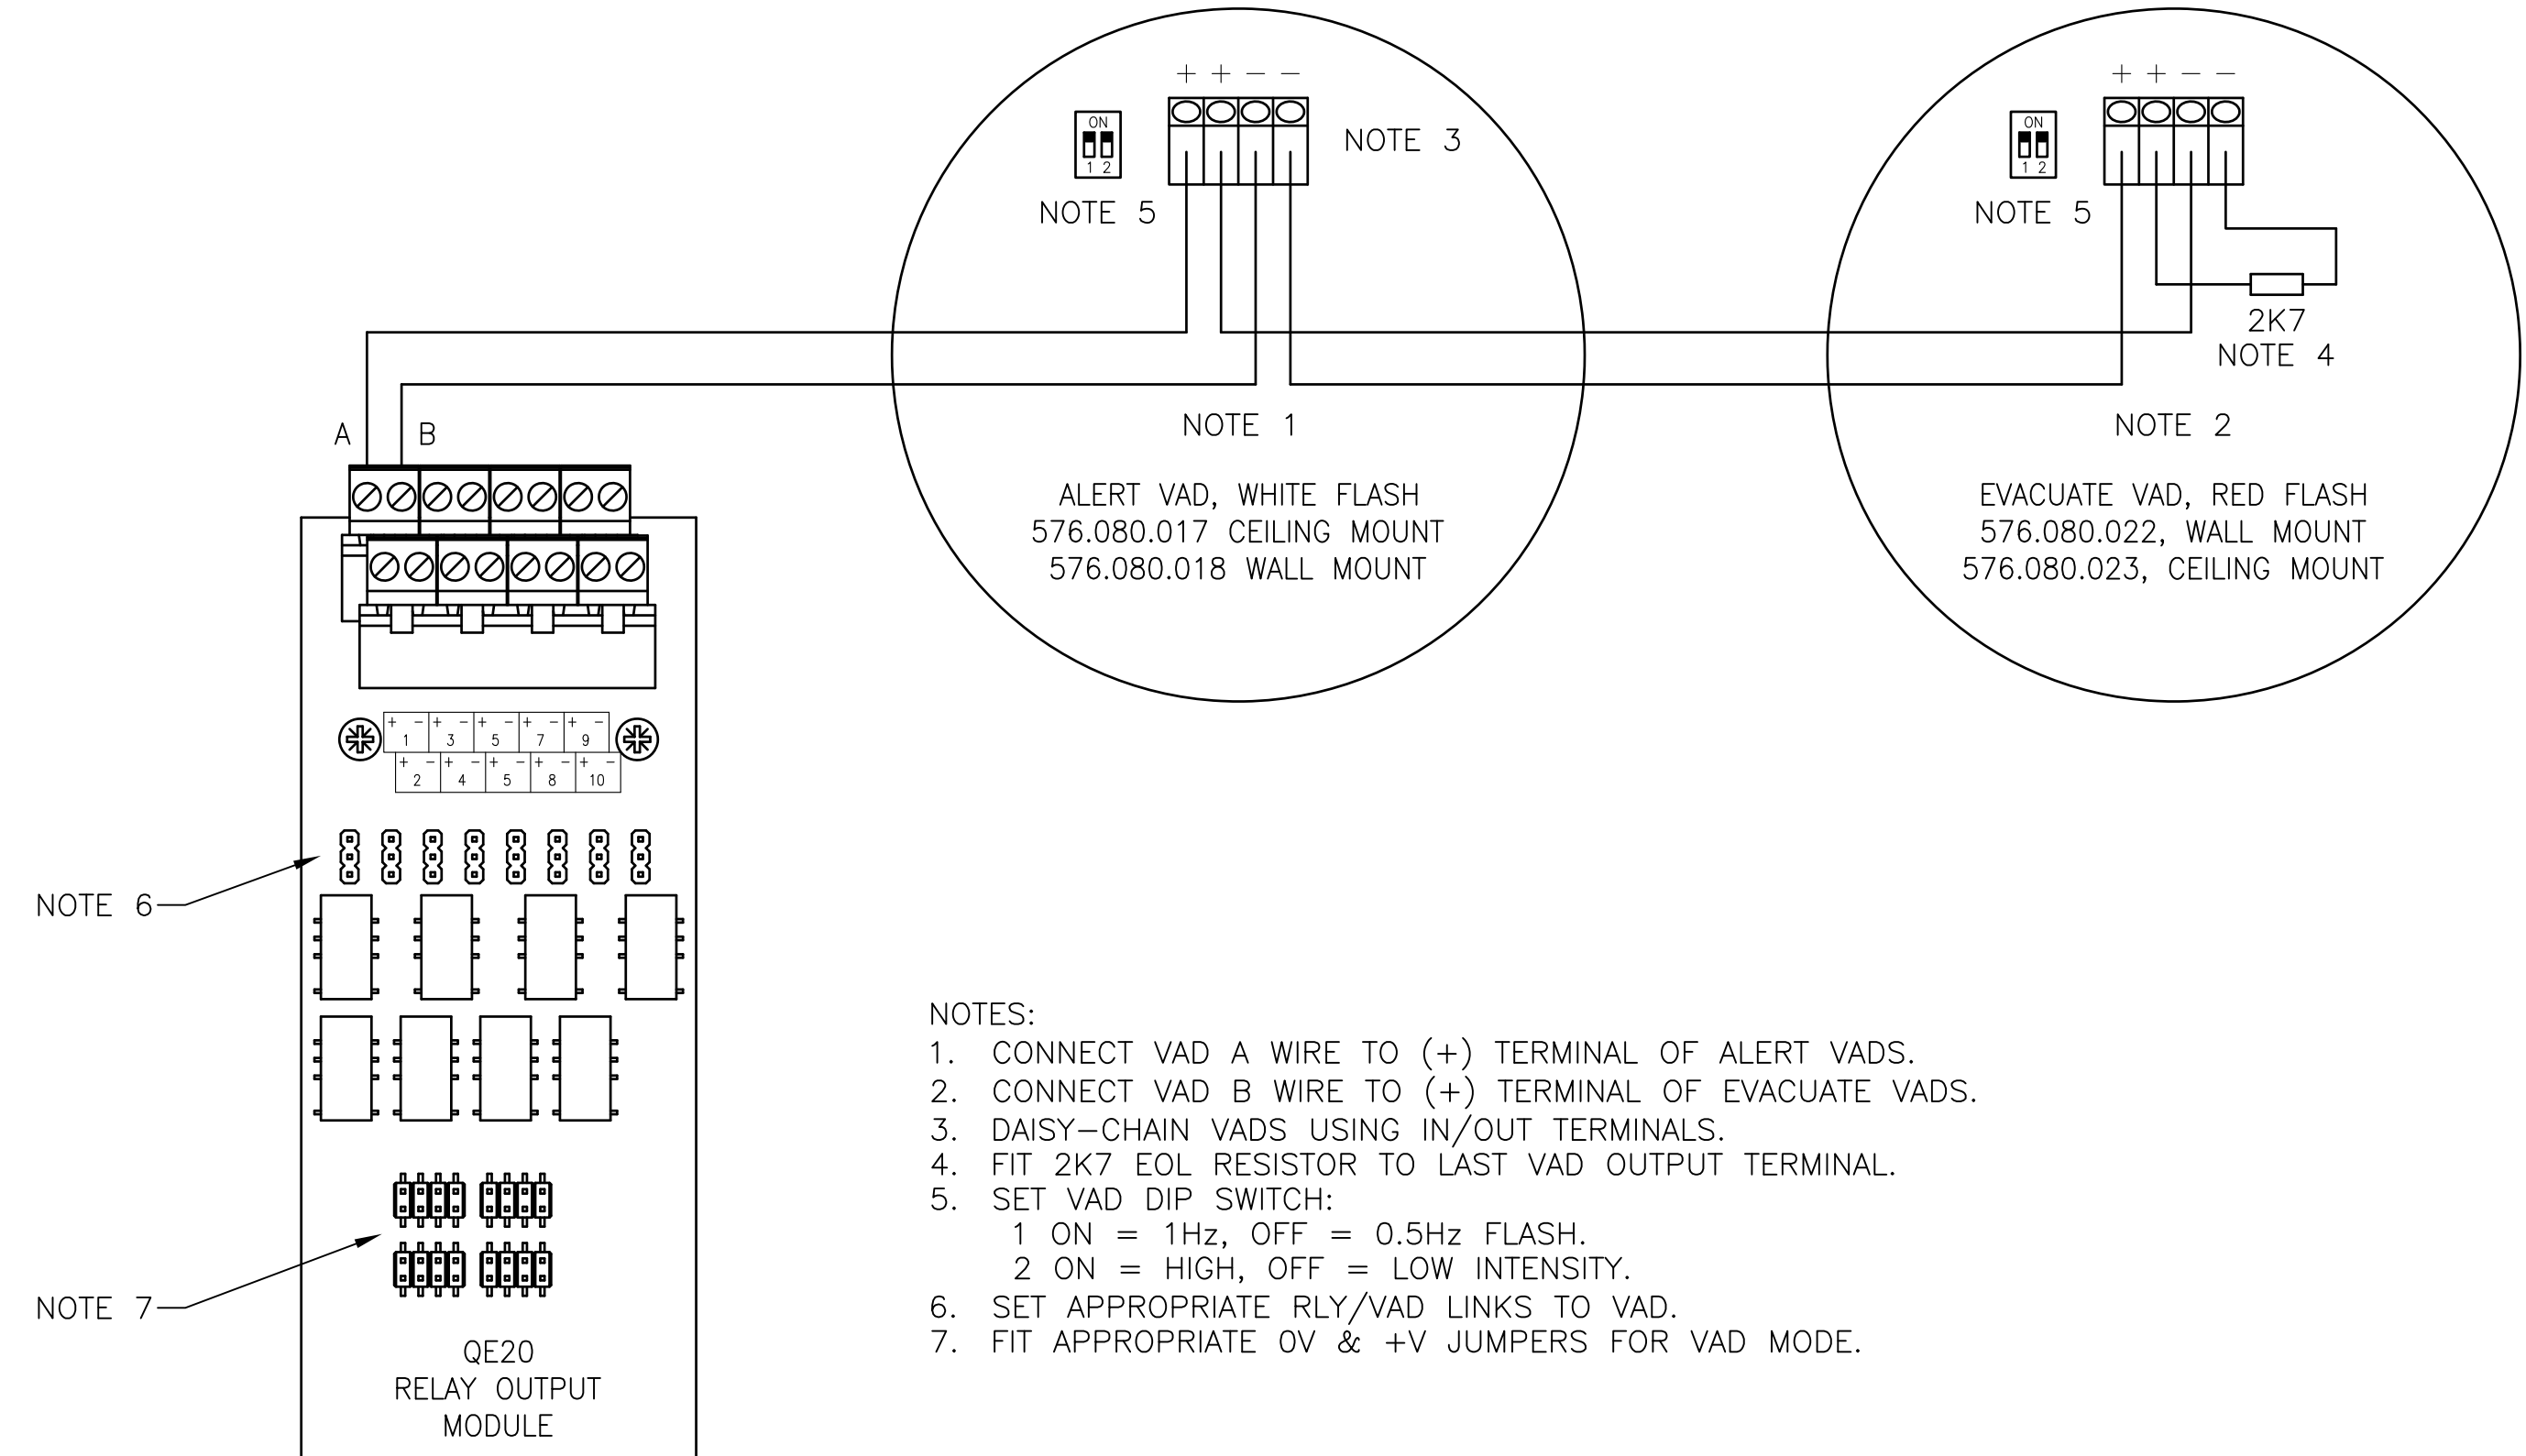 + + − −
ON
1 2
NOTE 3
NOTE 5
+ + − −
ON
1 2
NOTE 5
2K7
NOTE 4
A B
NOTE 1
ALERT VAD, WHITE FLASH
576.080.017 CEILING MOUNT
576.080.018 WALL MOUNT
NOTE 2
EVACUATE VAD, RED FLASH
576.080.022, WALL MOUNT
576.080.023, CEILING MOUNT
+ − + − + − + − + −
1 3 5 7 9
+ − + − + − + − + −
2 4 5 8 10
NOTE 6
NOTE 7
QE20
RELAY OUTPUT
MODULE
NOTES:
1. CONNECT VAD A WIRE TO (+) TERMINAL OF ALERT VADS.
2. CONNECT VAD B WIRE TO (+) TERMINAL OF EVACUATE VADS.
3. DAISY−CHAIN VADS USING IN/OUT TERMINALS.
4. FIT 2K7 EOL RESISTOR TO LAST VAD OUTPUT TERMINAL.
5. SET VAD DIP SWITCH:
1 ON = 1Hz, OFF = 0.5Hz FLASH.
2 ON = HIGH, OFF = LOW INTENSITY.
6. SET APPROPRIATE RLY/VAD LINKS TO VAD.
7. FIT APPROPRIATE 0V & +V JUMPERS FOR VAD MODE.